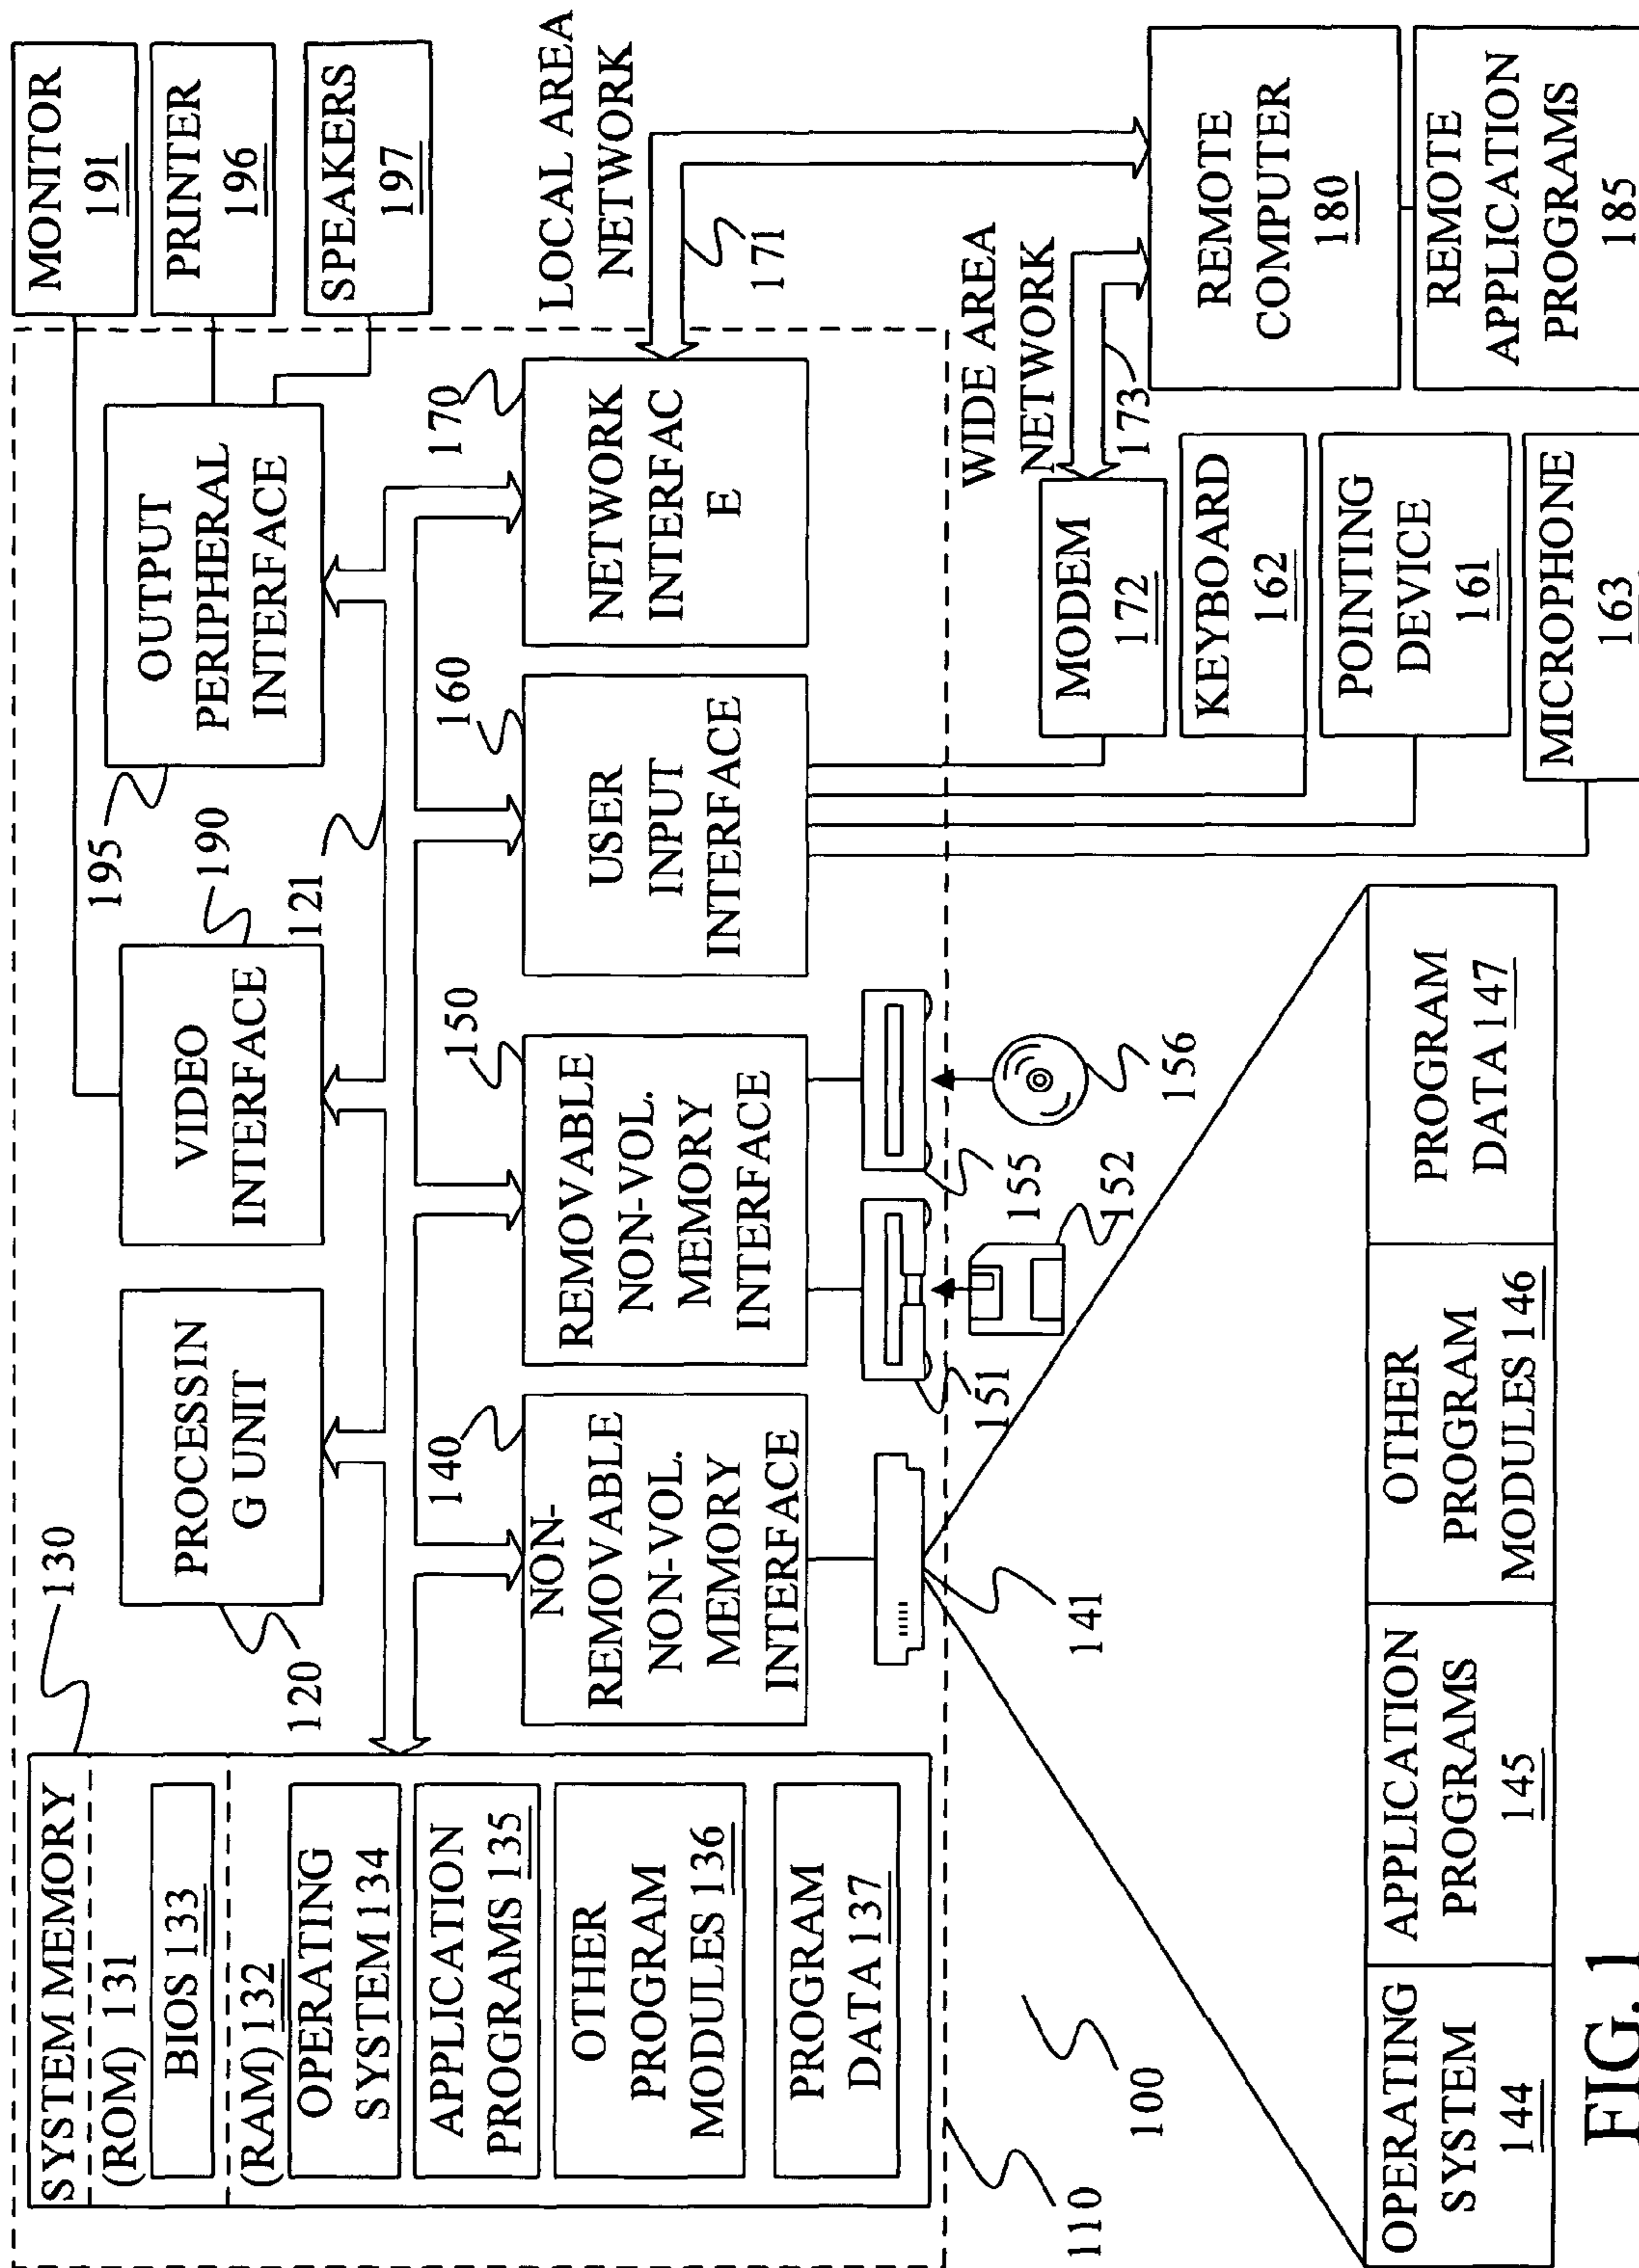 SYSTEM MEMORY
(ROM) 131
BIOS 133
(RAM) 132
OPERATING
SYSTEM 134
APPLICATION
PROGRAMS 135
OTHER
PROGRAM
MODULES 136
PROGRAM
DATA 137
130
PROCESSIN
G UNIT
120
VIDEO
INTERFACE
190
121
OUTPUT
PERIPHERAL
INTERFACE
195
MONITOR
191
PRINTER
196
SPEAKERS
197
NON-
REMOVABLE
NON-VOL.
MEMORY
INTERFACE
140
REMOVABLE
NON-VOL.
MEMORY
INTERFACE
150
USER
INPUT
INTERFACE
160
NETWORK
INTERFAC
E
170
LOCAL AREA
NETWORK
171
WIDE AREA
NETWORK
173
141
151
152
155
156
MODEM
172
KEYBOARD
162
POINTING
DEVICE
161
MICROPHONE
163
REMOTE
COMPUTER
180
REMOTE
APPLICATION
PROGRAMS
185
110
100
OPERATING
SYSTEM
144
APPLICATION
PROGRAMS
145
OTHER
PROGRAM
MODULES 146
PROGRAM
DATA 147
FIG. 1